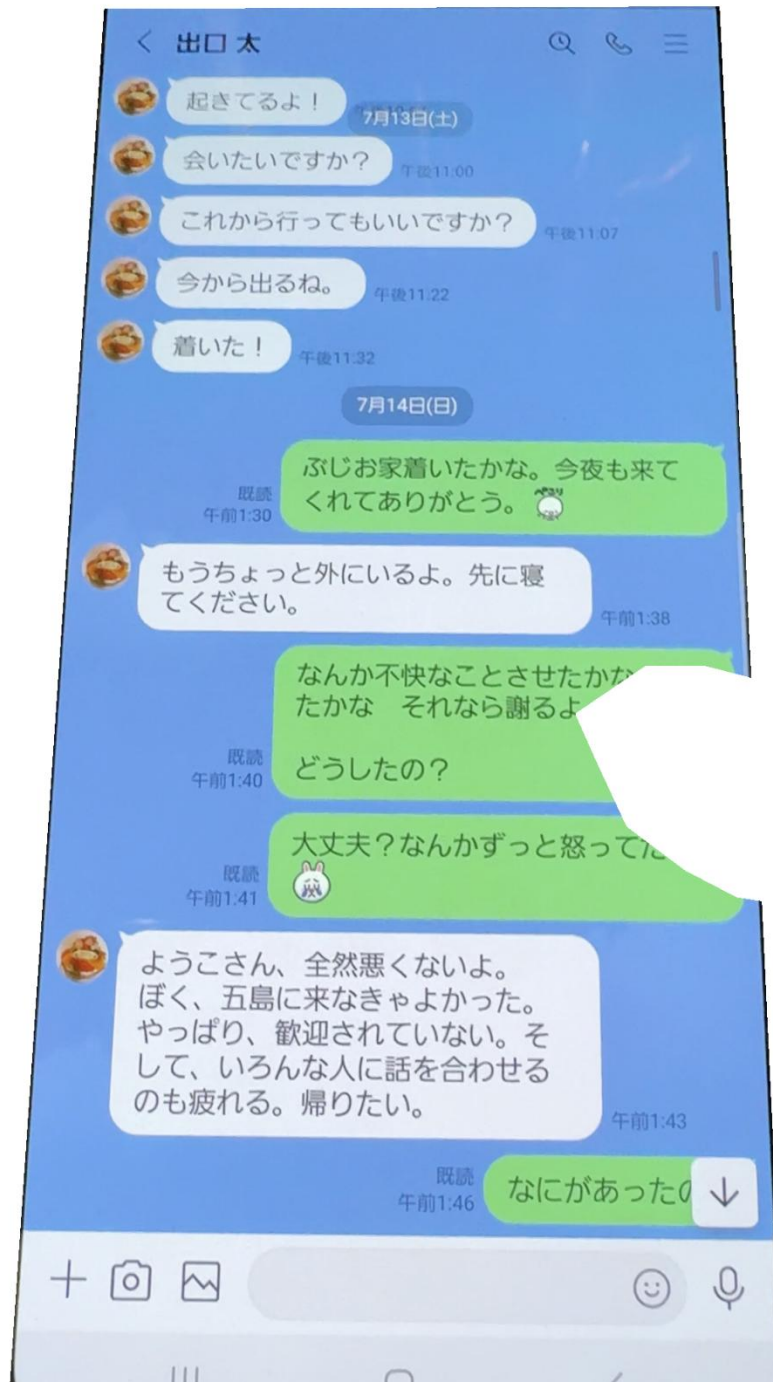 出口 太
起きてるよ！
7月13日(土)
会いたいですか？
午後11:00
これから行ってもいいですか？
午後11:07
今から出るね。
午後11:22
着いた！
午後11:32
7月14日(日)
ぶじお家着いたかな。今夜も来て
くれてありがとう。
既読
午前1:30
もうちょっと外にいるよ。先に寝
てください。
午前1:38
なんか不快なことさせたかな
たかな　それなら謝るよ
どうしたの？
既読
午前1:40
大丈夫？なんかずっと怒ってた
既読
午前1:41
ようこさん、全然悪くないよ。
ぼく、五島に来なきゃよかった。
やっぱり、歓迎されていない。そ
して、いろんな人に話を合わせる
のも疲れる。帰りたい。
午前1:43
なにがあったの
既読
午前1:46